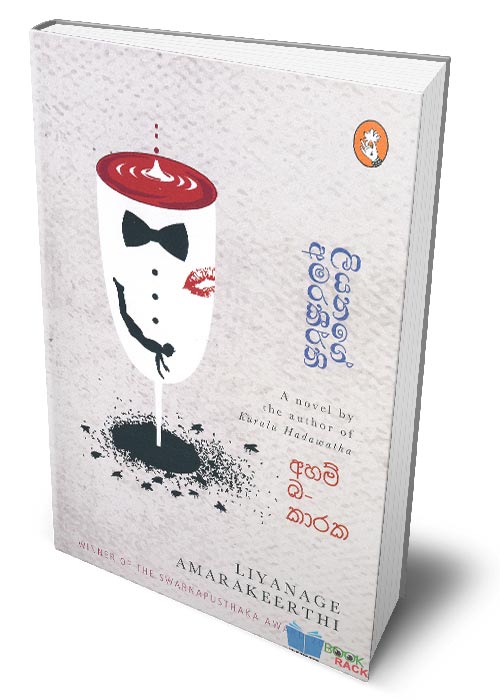 ලියනගේ
අමරකීර්ති
A novel by
the author of
Kurulu Hadawatha
අහම්
බ-
කාරක
LIYANAGE
AMARAKEERTHI
WINNER OF THE SWARNAPUSTHAKA
BOOK
RACK